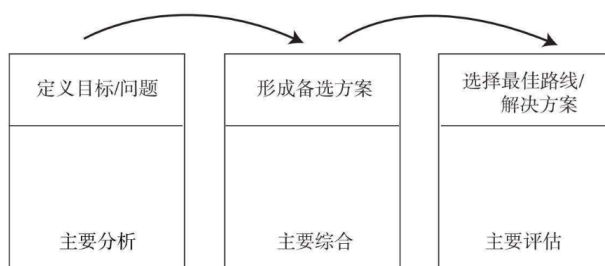 定义目标/问题
形成备选方案
选择最佳路线/
解决方案
主要分析
主要综合
主要评估